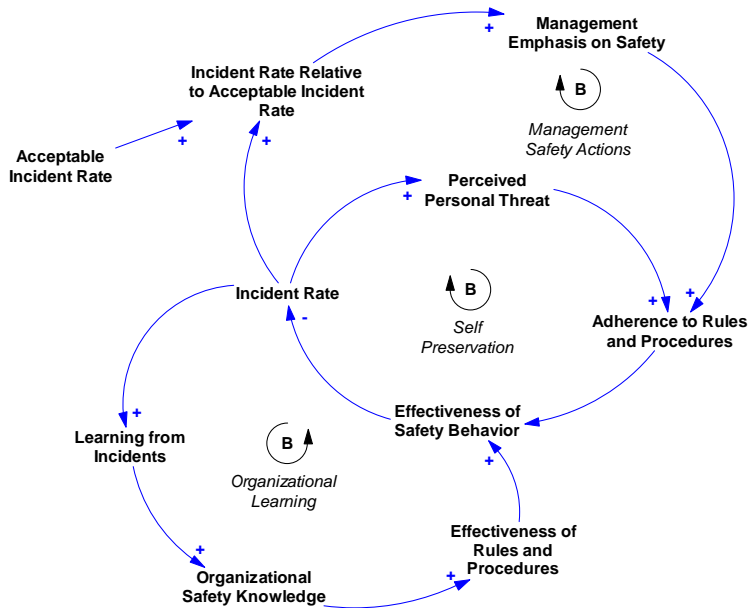 Management
Emphasis on Safety
+
Incident Rate Relative
to Acceptable Incident
Rate
B
Management
Safety Actions
+
+
Acceptable
Incident Rate
Perceived
Personal Threat
+
Incident Rate
-
B
Self
Preservation
+
+
Adherence to Rules
and Procedures
+
Learning from
Incidents
B
Organizational
Learning
Effectiveness of
Safety Behavior
+
Effectiveness of
Rules and
Procedures
+
+
Organizational
Safety Knowledge